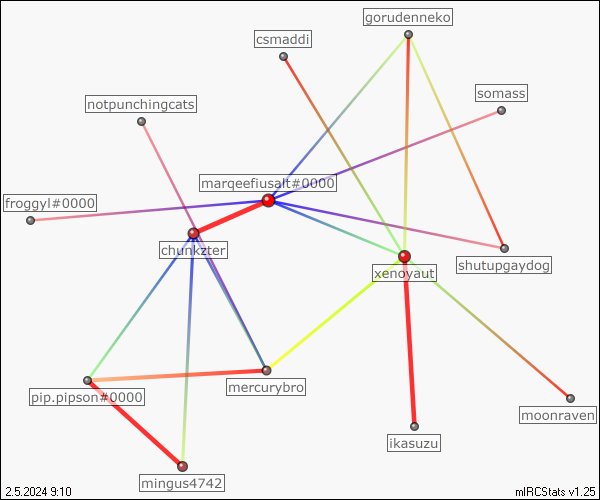 gorudenneko
csmaddi
somass
notpunchingcats
marqeefiusalt#0000
froggyl#0000
chunkzter
shutupgaydog
xenoyaut
mercurybro
pip.pipson#0000
moonraven
ikasuzu
mingus4742
2.5.2024 9:10
mIRCStats v1.25